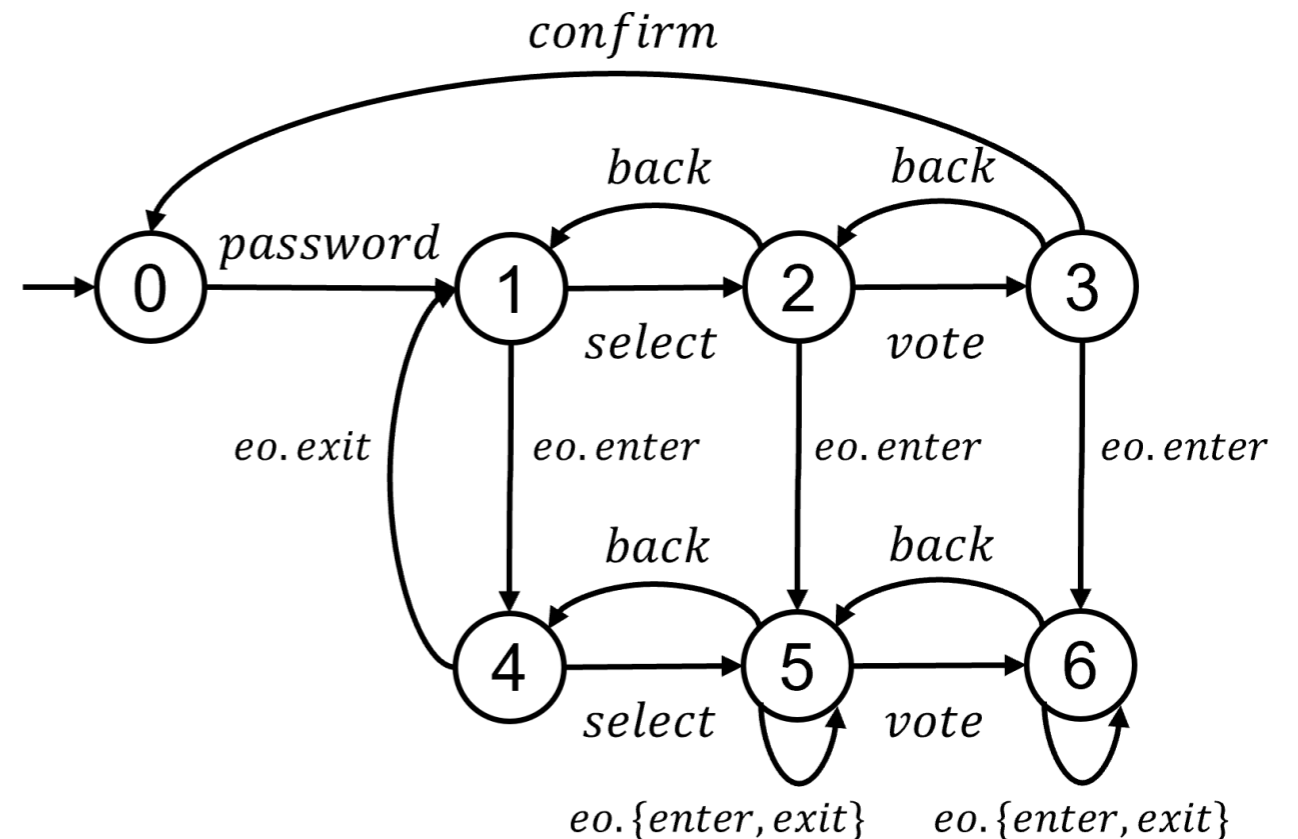 confirm
back back
password
0 1 2 3
select vote
eo.exit eo.enter eo.enter eo.enter
back back
4 5 6
select vote
eo.{enter,exit} eo.{enter,exit}